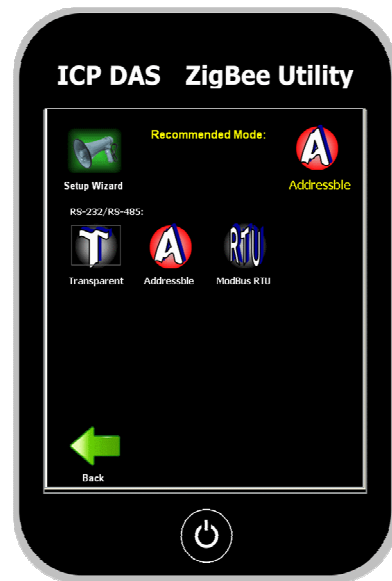 ICP DAS ZigBee Utility
Recommended Mode:
A
Setup Wizard
Addressble
RS-232/RS-485:
T A RTU
Transparent Addressble ModBus RTU
Back